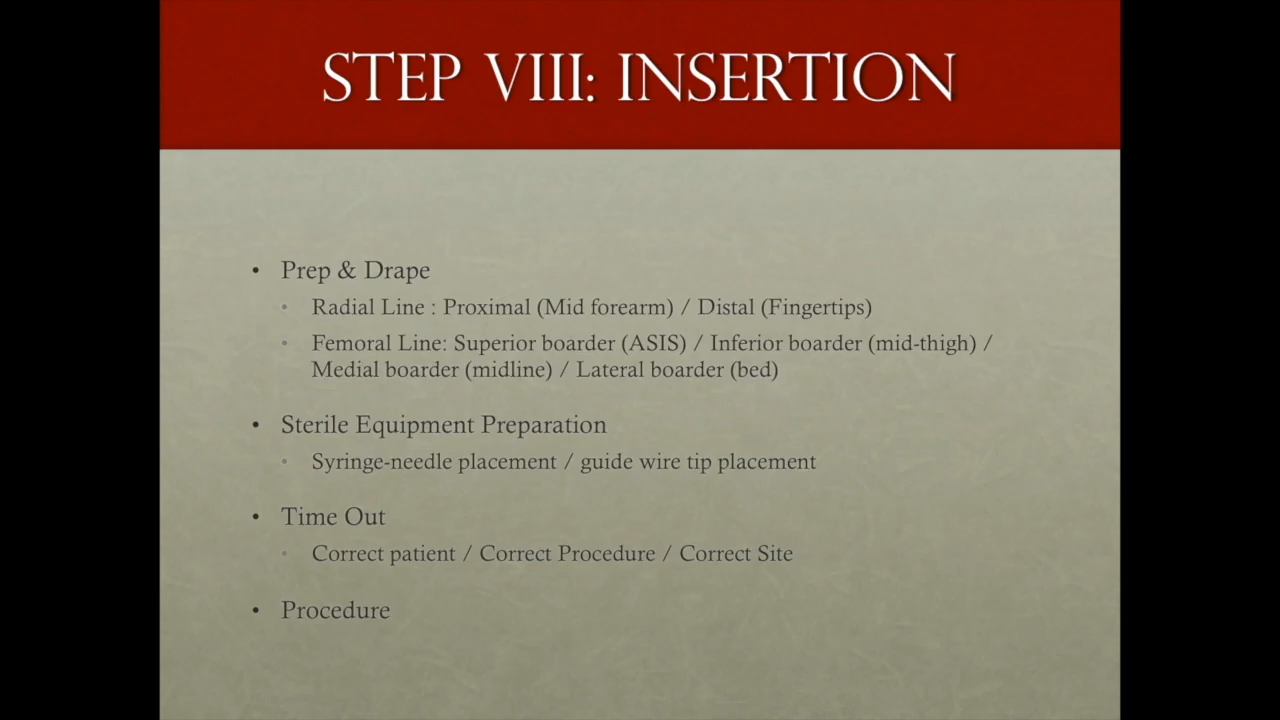 STEP VIII: INSERTION
• Prep & Drape
• Radial Line : Proximal (Mid forearm) / Distal (Fingertips)
• Femoral Line: Superior boarder (ASIS) / Inferior boarder (mid-thigh) /
Medial boarder (midline) / Lateral boarder (bed)
• Sterile Equipment Preparation
• Syringe-needle placement / guide wire tip placement
• Time Out
• Correct patient / Correct Procedure / Correct Site
• Procedure